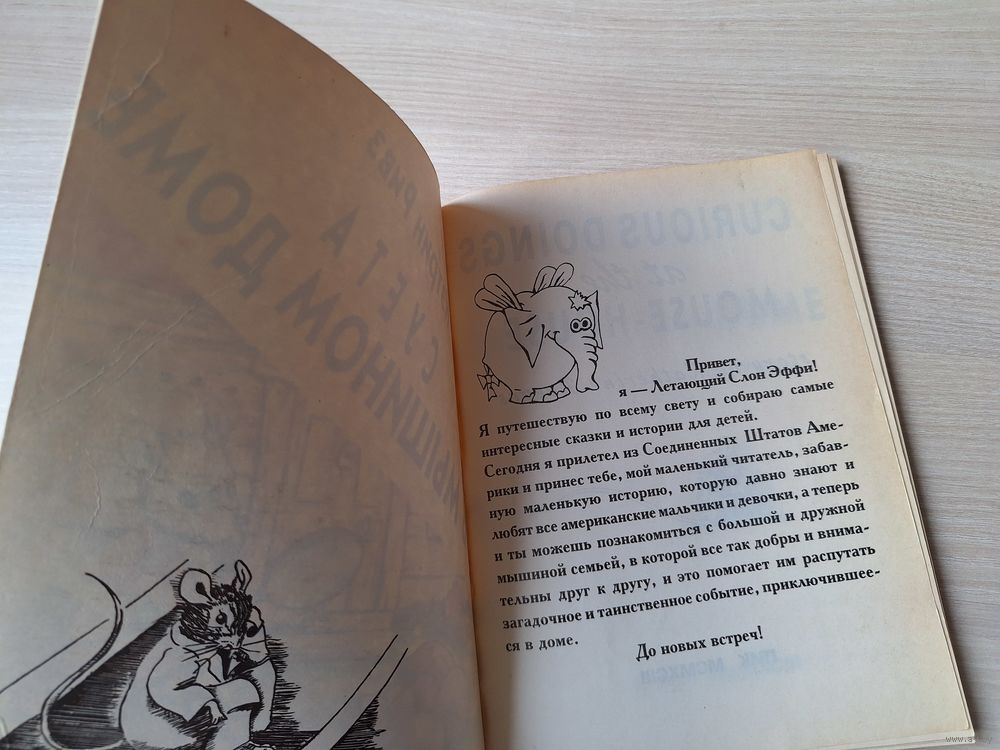 Привет,
я — Летающий Слон Эффи!
Я путешествую по всему свету и собираю самые
интересные сказки и истории для детей.
Сегодня я прилетел из Соединенных Штатов Аме-
рики и принес тебе, мой маленький читатель, забав-
ную маленькую историю, которую давно знают и
любят все американские мальчики и девочки, а теперь
и ты можешь познакомиться с большой и дружной
мышиной семьей, в которой все так добры и внима-
тельны друг к другу, и это помогает им распутать
загадочное и таинственное событие, приключившее-
ся в доме.
До новых встреч!